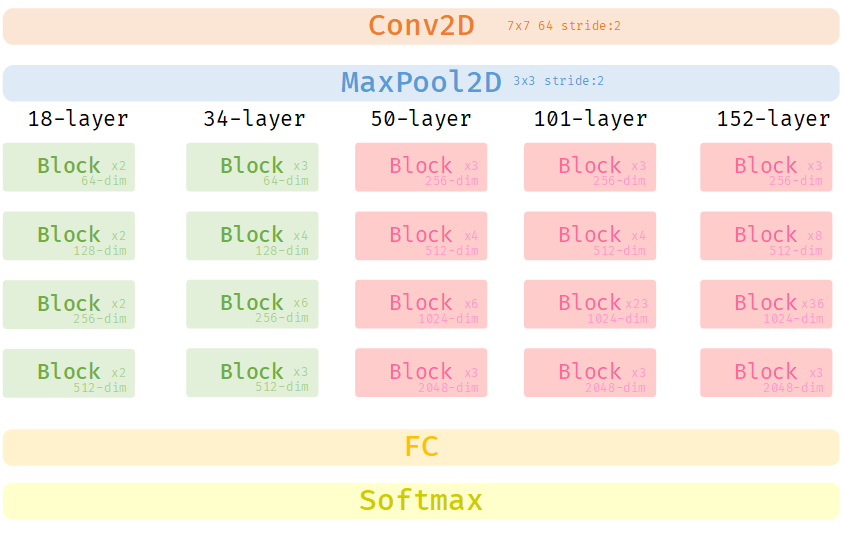 Conv2D 7x7 64 stride:2
MaxPool2D 3x3 stride:2
18-layer 34-layer 50-layer 101-layer 152-layer
Block x2 Block x3 Block x3 Block x3 Block x3
64-dim 64-dim 256-dim 256-dim 256-dim
Block x2 Block x4 Block x4 Block x4 Block x8
128-dim 128-dim 512-dim 512-dim 512-dim
Block x2 Block x6 Block x6 Block x23 Block x36
256-dim 256-dim 1024-dim 1024-dim 1024-dim
Block x2 Block x3 Block x3 Block x3 Block x3
512-dim 512-dim 2048-dim 2048-dim 2048-dim
FC
Softmax